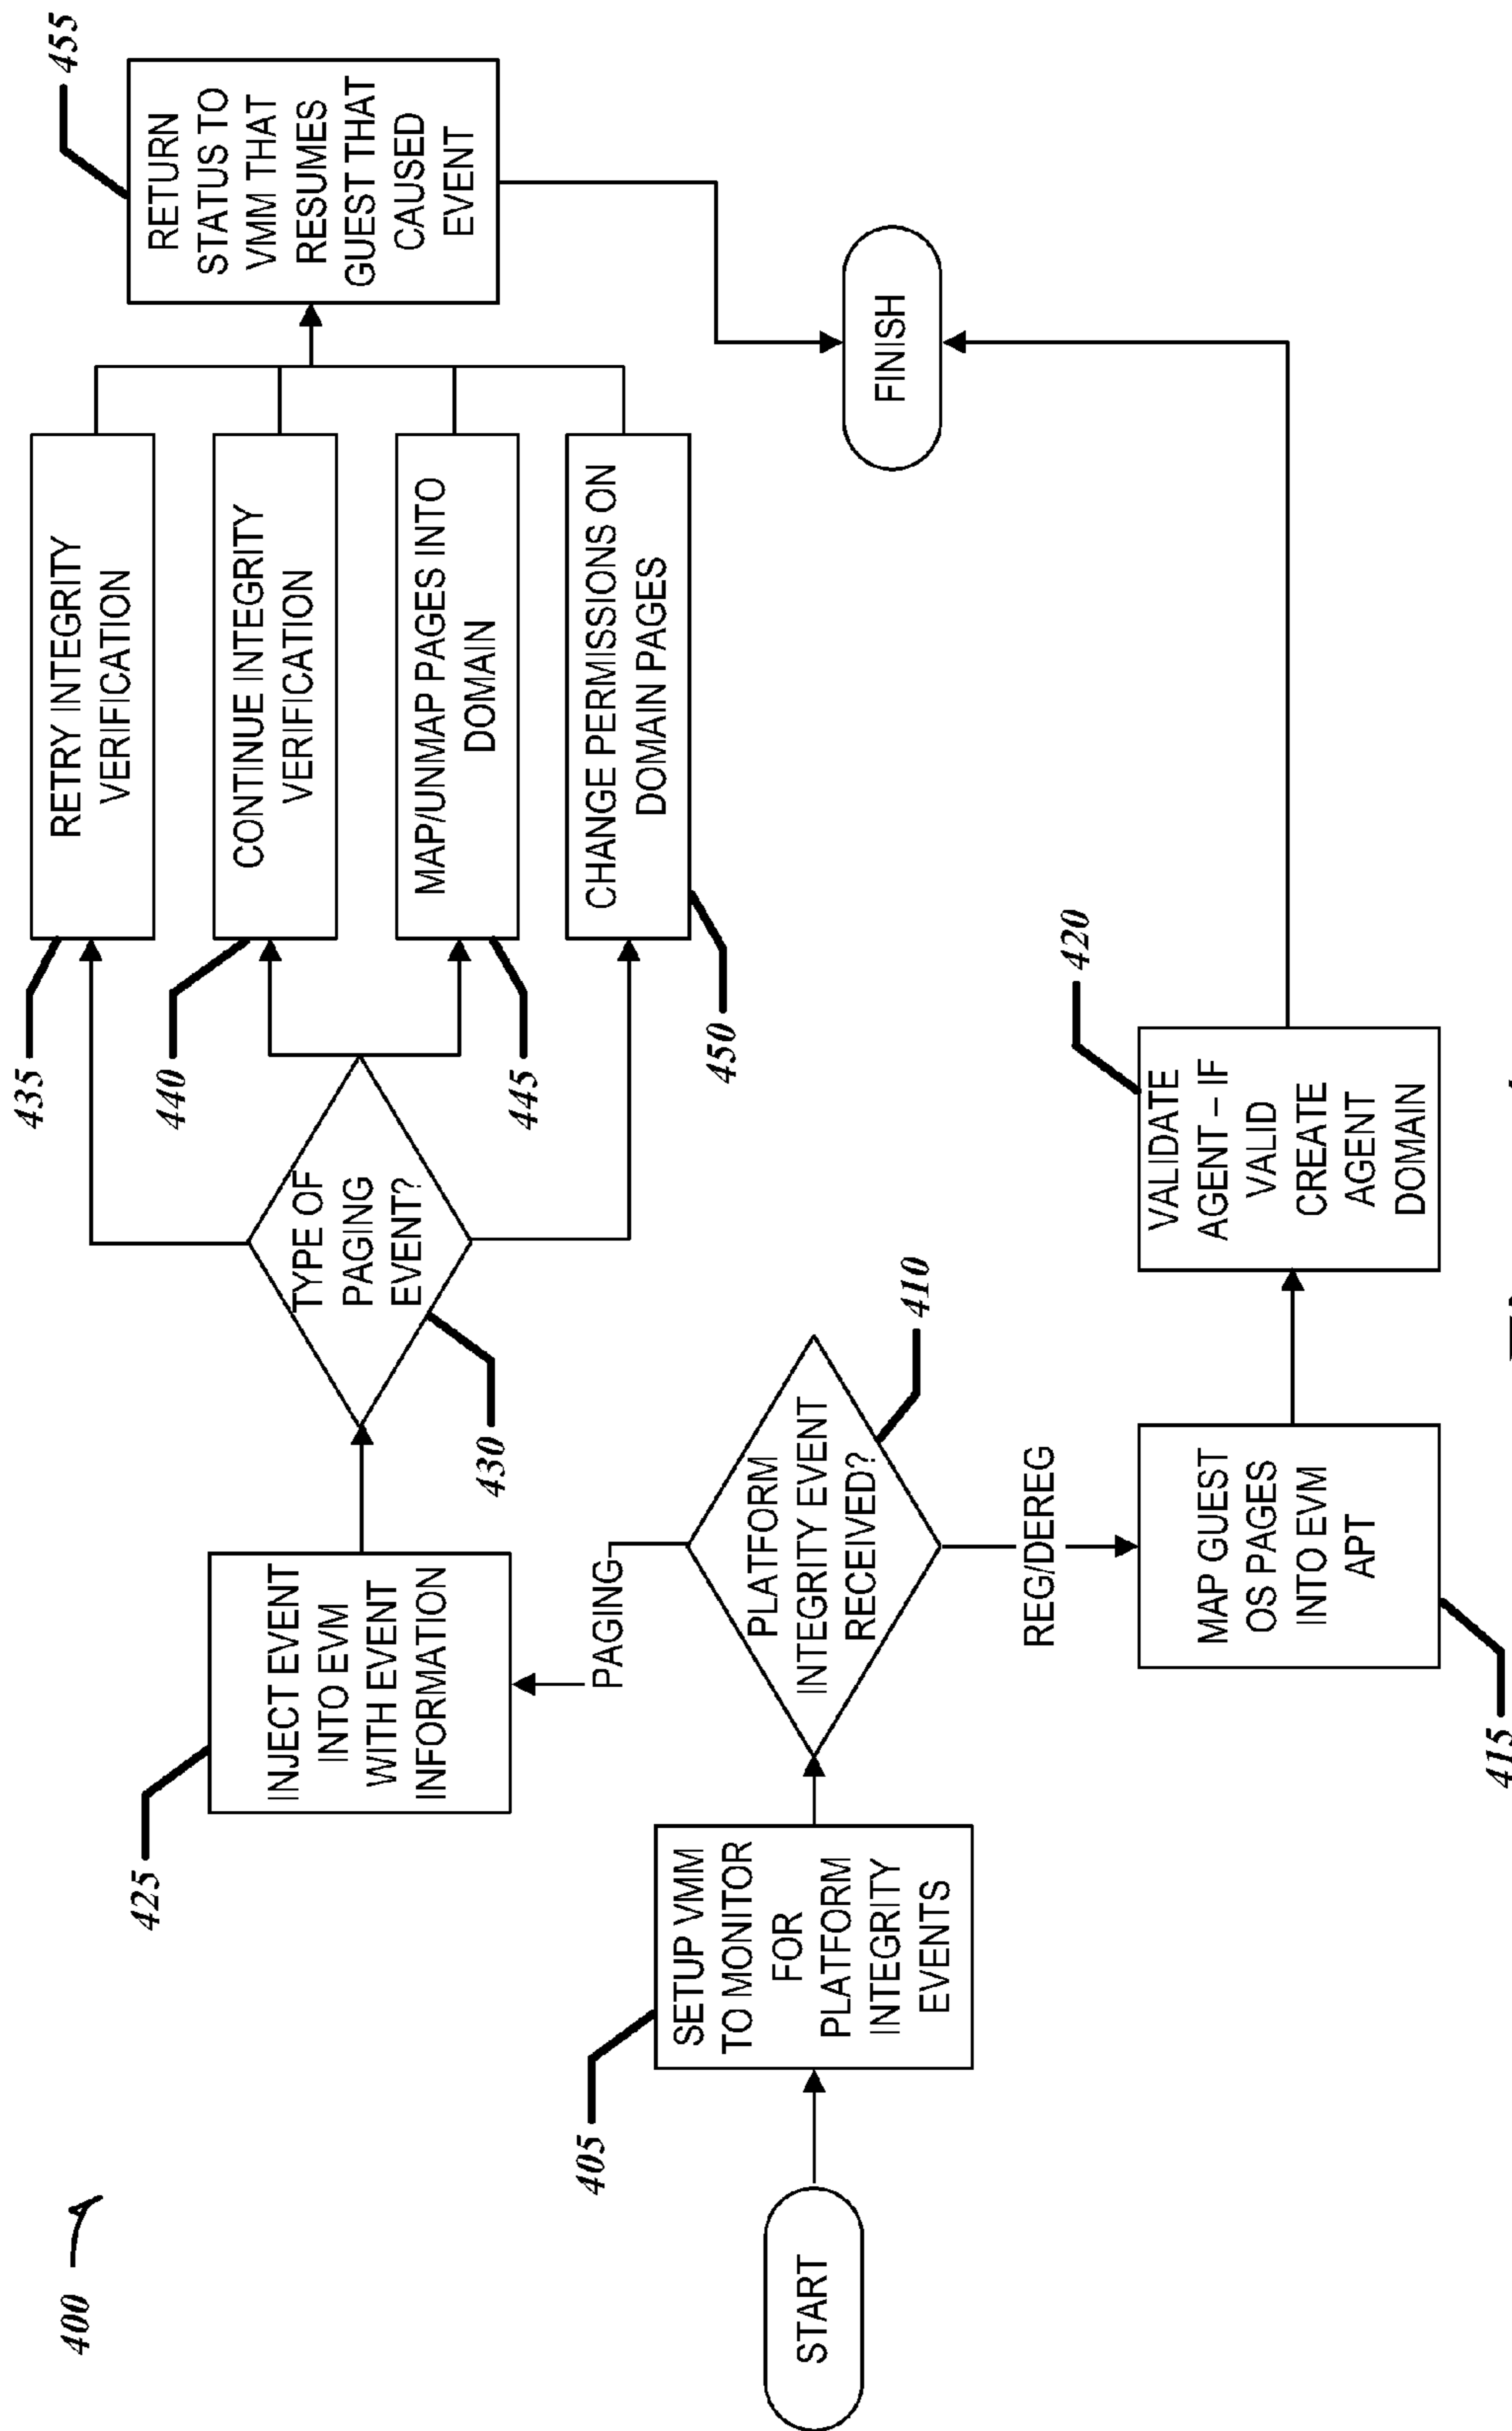 400
START
405
SETUP VMM
TO MONITOR
FOR
PLATFORM
INTEGRITY
EVENTS
410
PLATFORM
INTEGRITY EVENT
RECEIVED?
PAGING
REG/DEREG
425
INJECT EVENT
INTO EVM
WITH EVENT
INFORMATION
430
TYPE OF
PAGING
EVENT?
435
RETRY INTEGRITY
VERIFICATION
440
CONTINUE INTEGRITY
VERIFICATION
445
MAP/UNMAP PAGES INTO
DOMAIN
450
CHANGE PERMISSIONS ON
DOMAIN PAGES
455
RETURN
STATUS TO
VMM THAT
RESUMES
GUEST THAT
CAUSED
EVENT
415
MAP GUEST
OS PAGES
INTO EVM
APT
420
VALIDATE
AGENT – IF
VALID
CREATE
AGENT
DOMAIN
FINISH